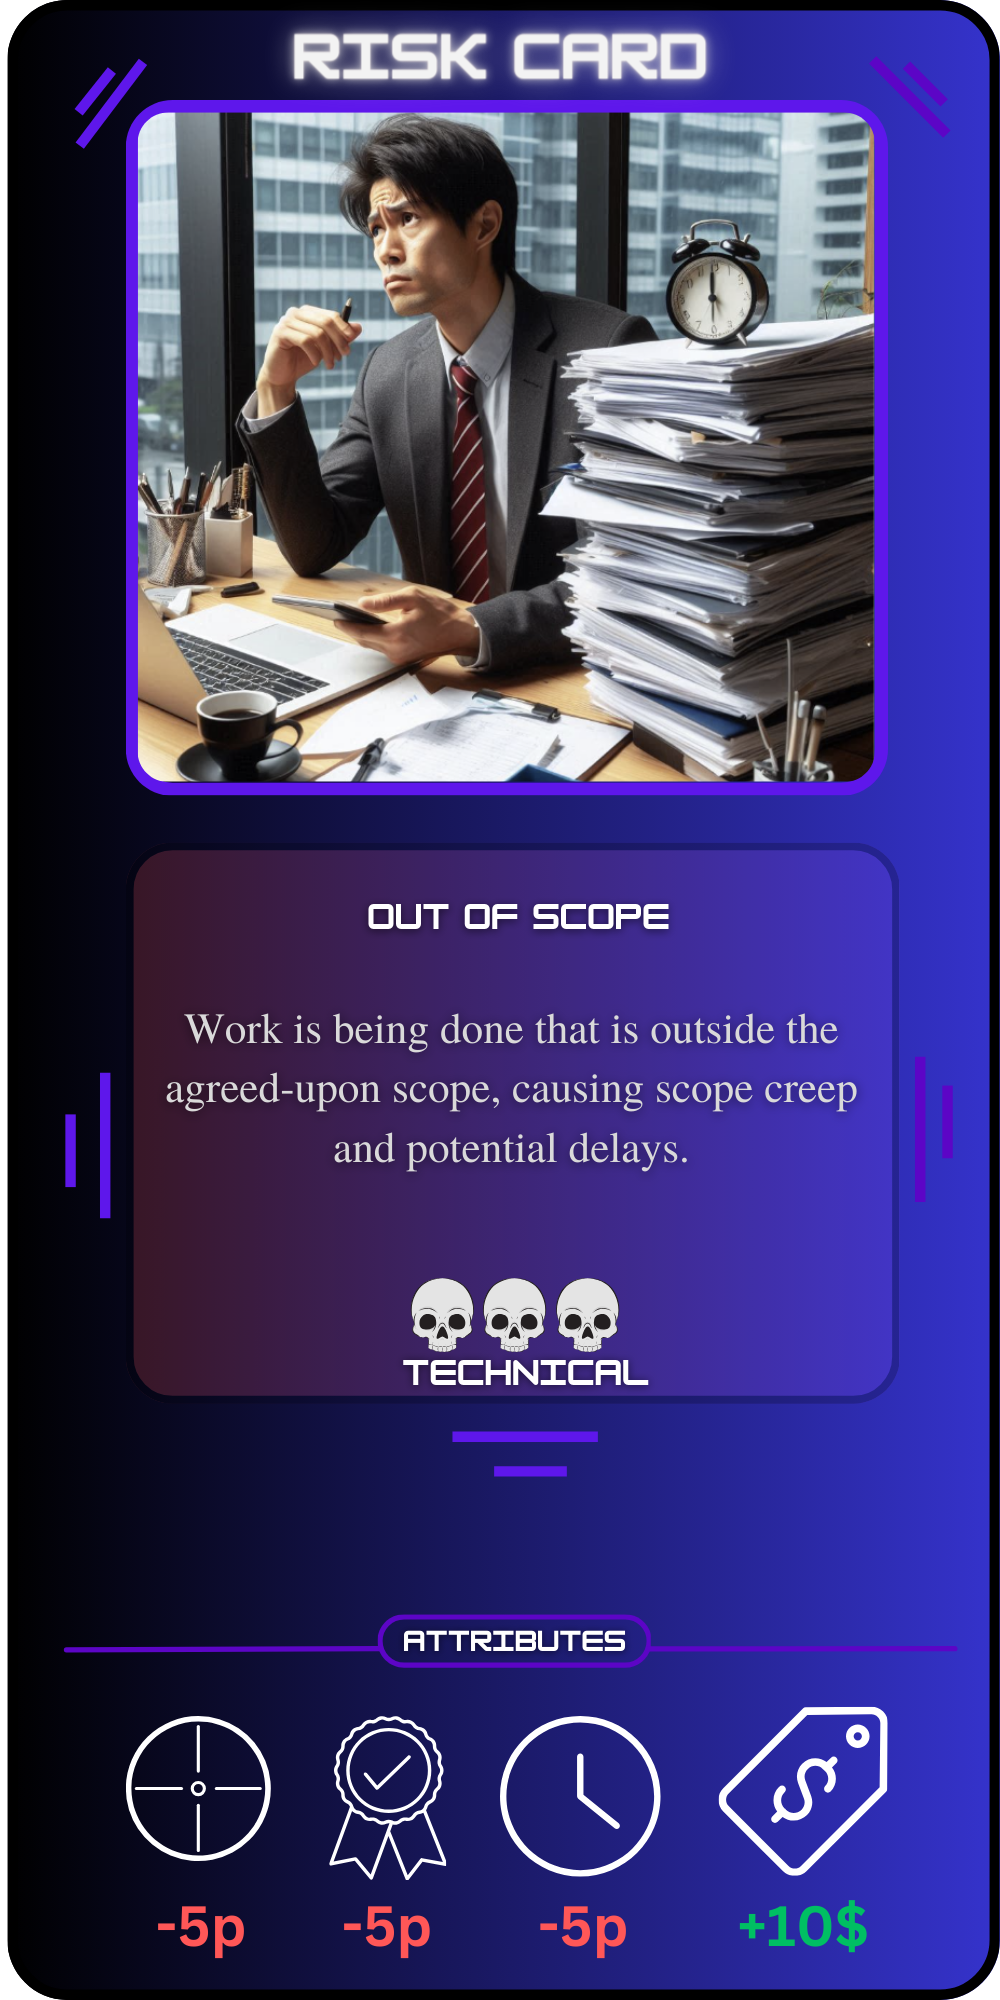 RISK CARD
OUT OF SCOPE
Work is being done that is outside the
agreed-upon scope, causing scope creep
and potential delays.
TECHNICAL
ATTRIBUTES
-5p -5p -5p +10$